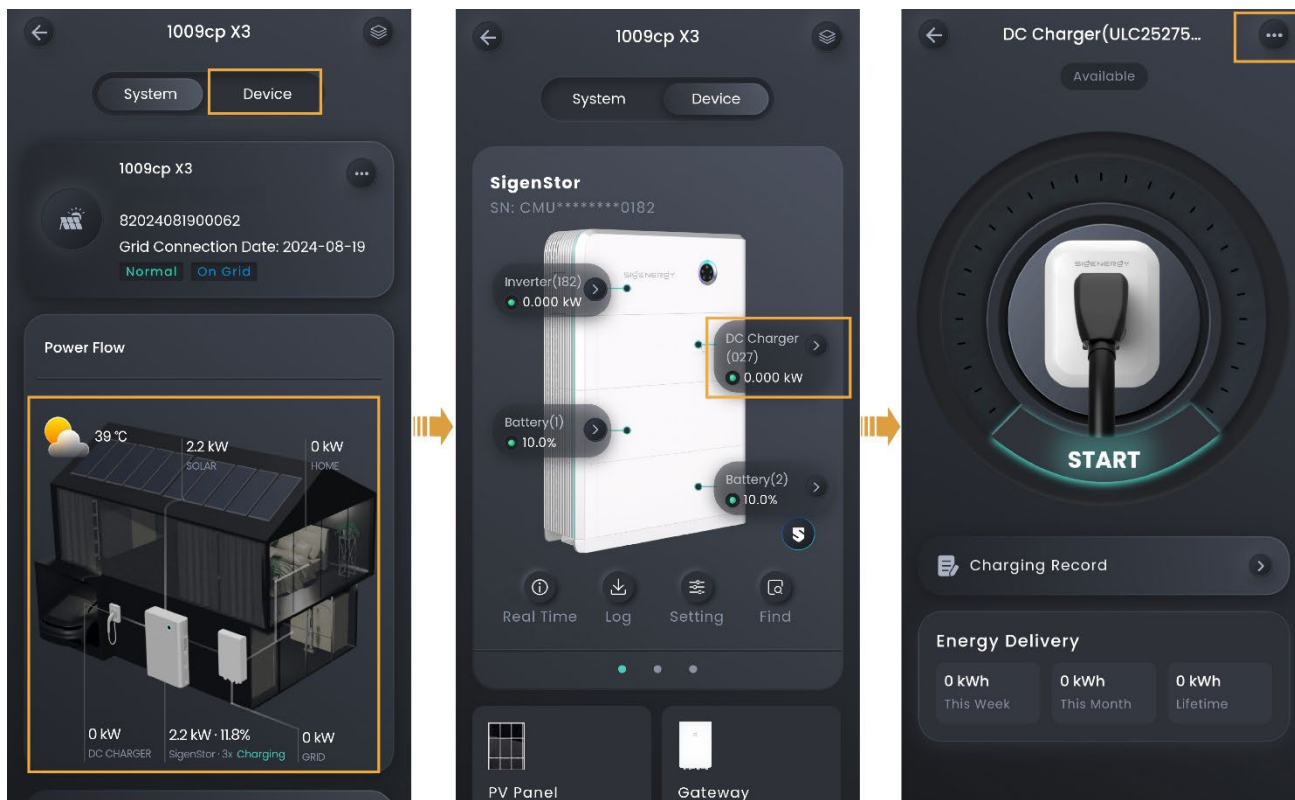 1009cp X3
System
Device
1009cp X3
82024081900062
Grid Connection Date: 2024-08-19
Normal
On Grid
Power Flow
39 °C
2.2 kW
SOLAR
0 kW
HOME
0 kW
DC CHARGER
2.2 kW · 11.8%
SigenStor · 3x Charging
0 kW
GRID
1009cp X3
System
Device
SigenStor
SN: CMU********0182
SIGENERGY
Inverter(182)
0.000 kW
DC Charger
(027)
0.000 kW
Battery(1)
10.0%
Battery(2)
10.0%
Real Time
Log
Setting
Find
PV Panel
Gateway
DC Charger(ULC25275...
Available
SIGENERGY
START
Charging Record
Energy Delivery
0 kWh
This Week
0 kWh
This Month
0 kWh
Lifetime